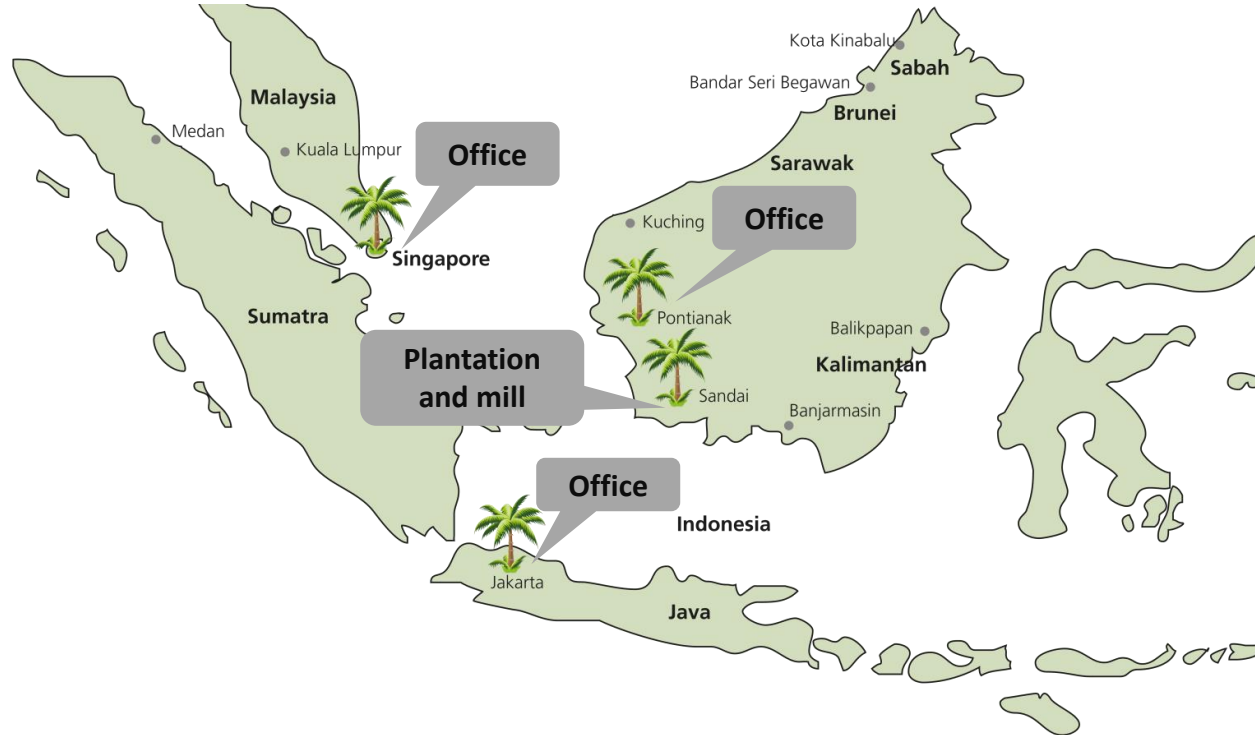 Kota Kinabalu
Sabah
Bandar Seri Begawan
Brunei
Malaysia
Medan
Kuala Lumpur
Office
Sarawak
Kuching
Office
Singapore
Sumatra
Pontianak
Balikpapan
Plantation
and mill
Kalimantan
Sandai
Banjarmasin
Office
Indonesia
Jakarta
Java